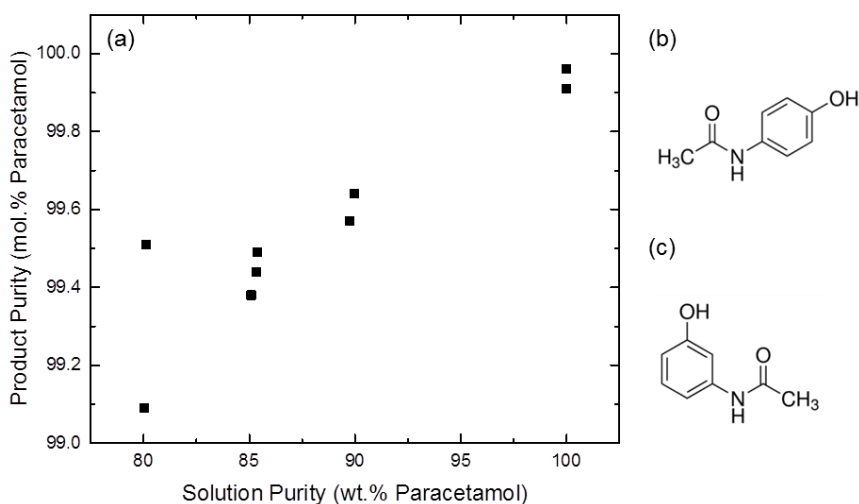 (a)
Product Purity (mol.% Paracetamol)
100.0
99.8
99.6
99.4
99.2
99.0
80
85
90
95
100
Solution Purity (wt.% Paracetamol)
(b)
OH
O
H₃C
N
H
(c)
OH
O
N
H
CH₃